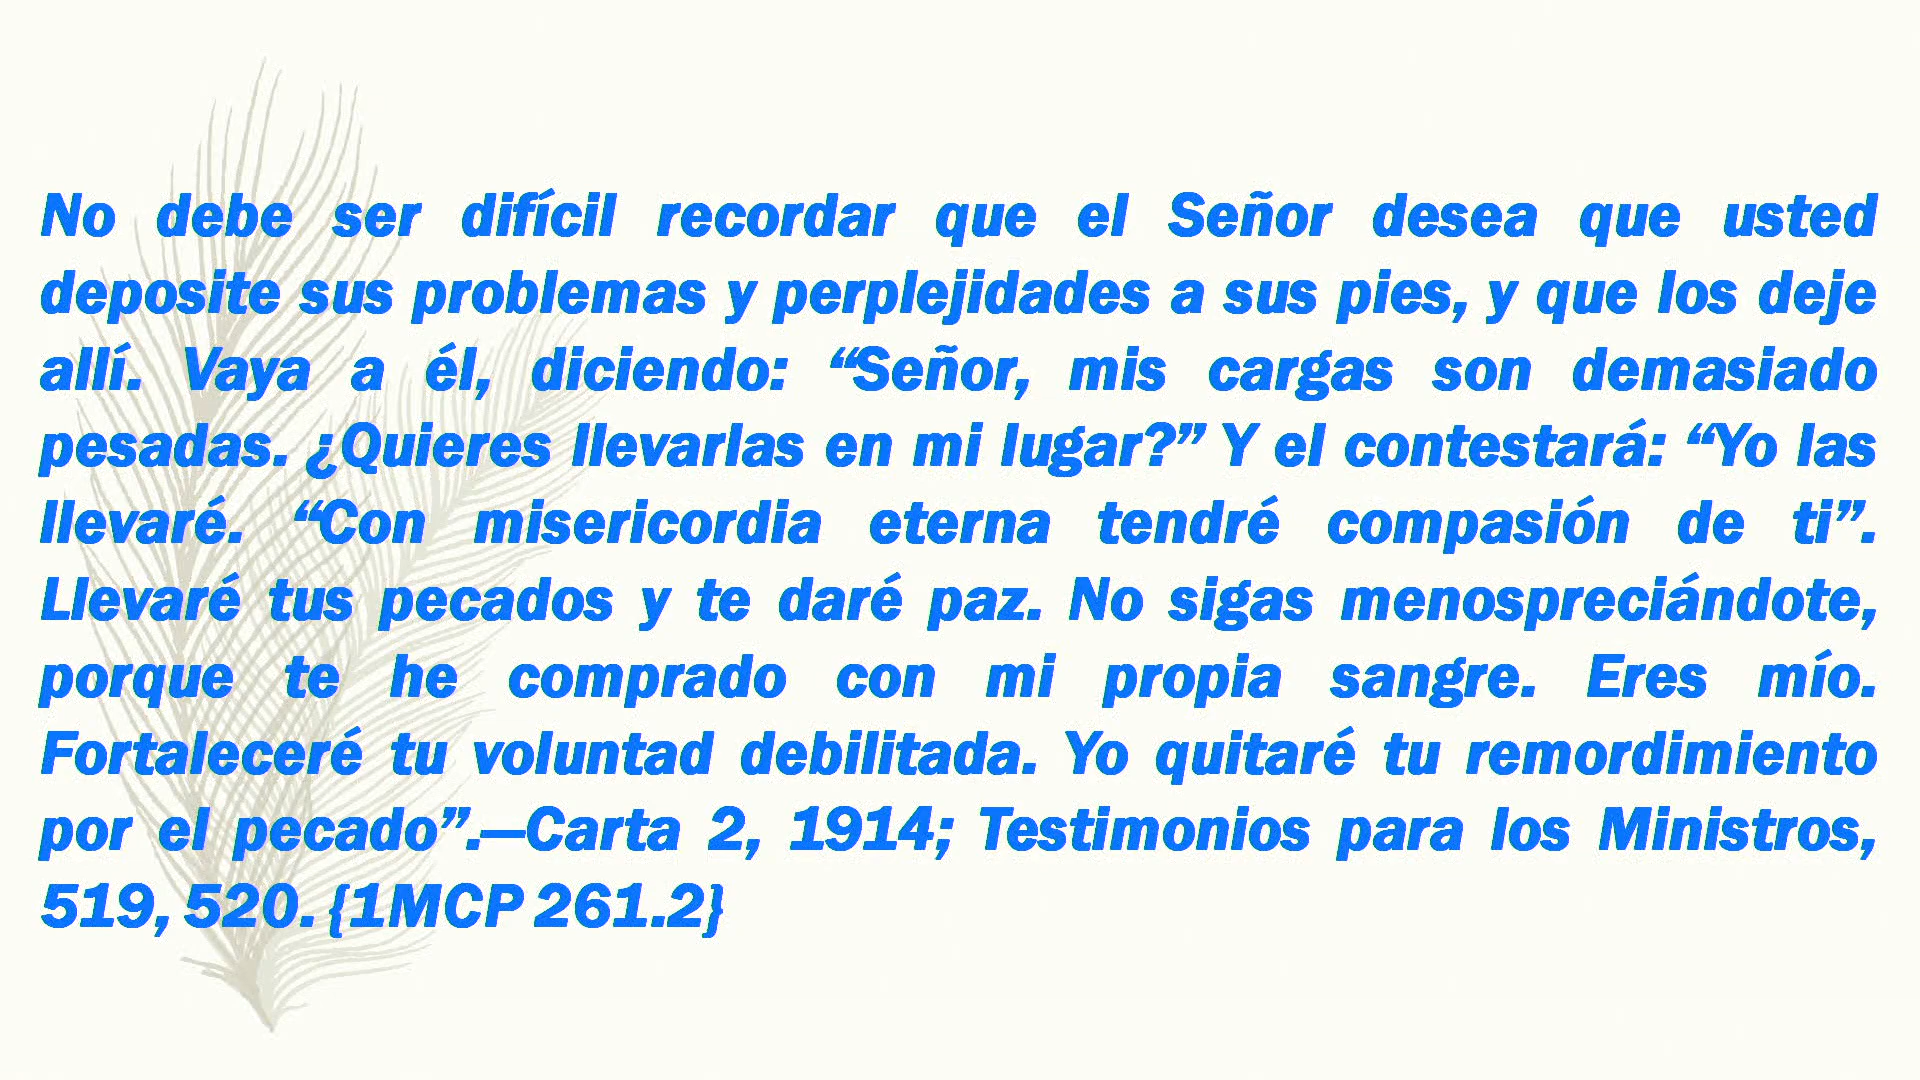 No debe ser difícil recordar que el Señor desea que usted
deposite sus problemas y perplejidades a sus pies, y que los deje
allí. Vaya a él, diciendo: “Señor, mis cargas son demasiado
pesadas. ¿Quieres llevarlas en mi lugar?” Y el contestará: “Yo las
llevaré. “Con misericordia eterna tendré compasión de ti”.
Llevaré tus pecados y te daré paz. No sigas menospreciándote,
porque te he comprado con mi propia sangre. Eres mío.
Fortaleceré tu voluntad debilitada. Yo quitaré tu remordimiento
por el pecado”.—Carta 2, 1914; Testimonios para los Ministros,
519, 520. {1MCP 261.2}